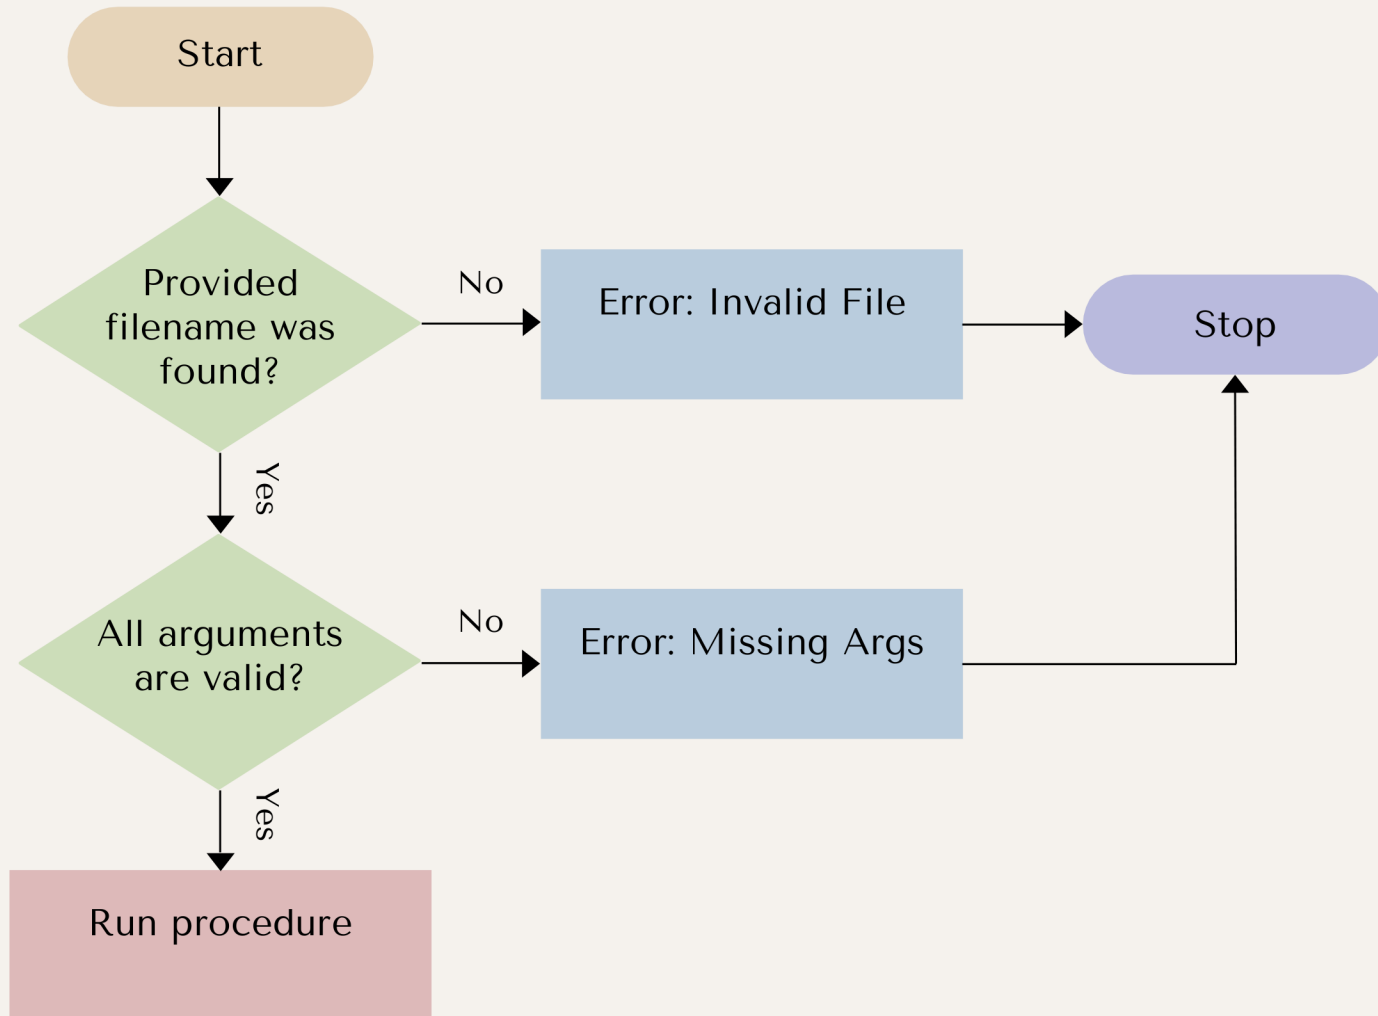 Start
Provided
filename was
found?
No
Error: Invalid File
Stop
Yes
All arguments
are valid?
No
Error: Missing Args
Yes
Run procedure